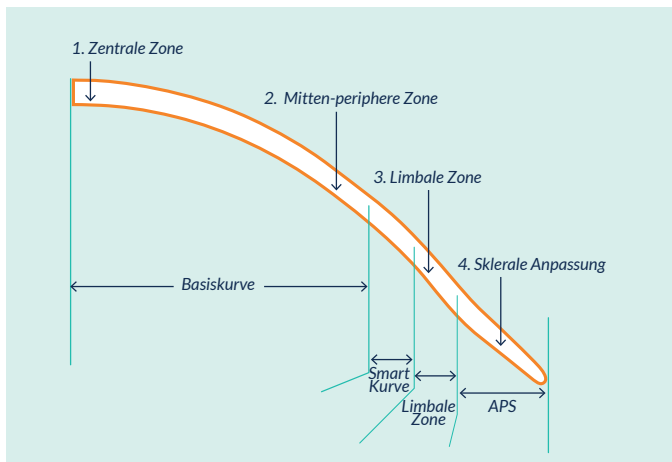 1. Zentrale Zone
2. Mitten-periphere Zone
3. Limbale Zone
4. Sklerale Anpassung
Basiskurve
Smart
Kurve
Limbale
Zone
APS